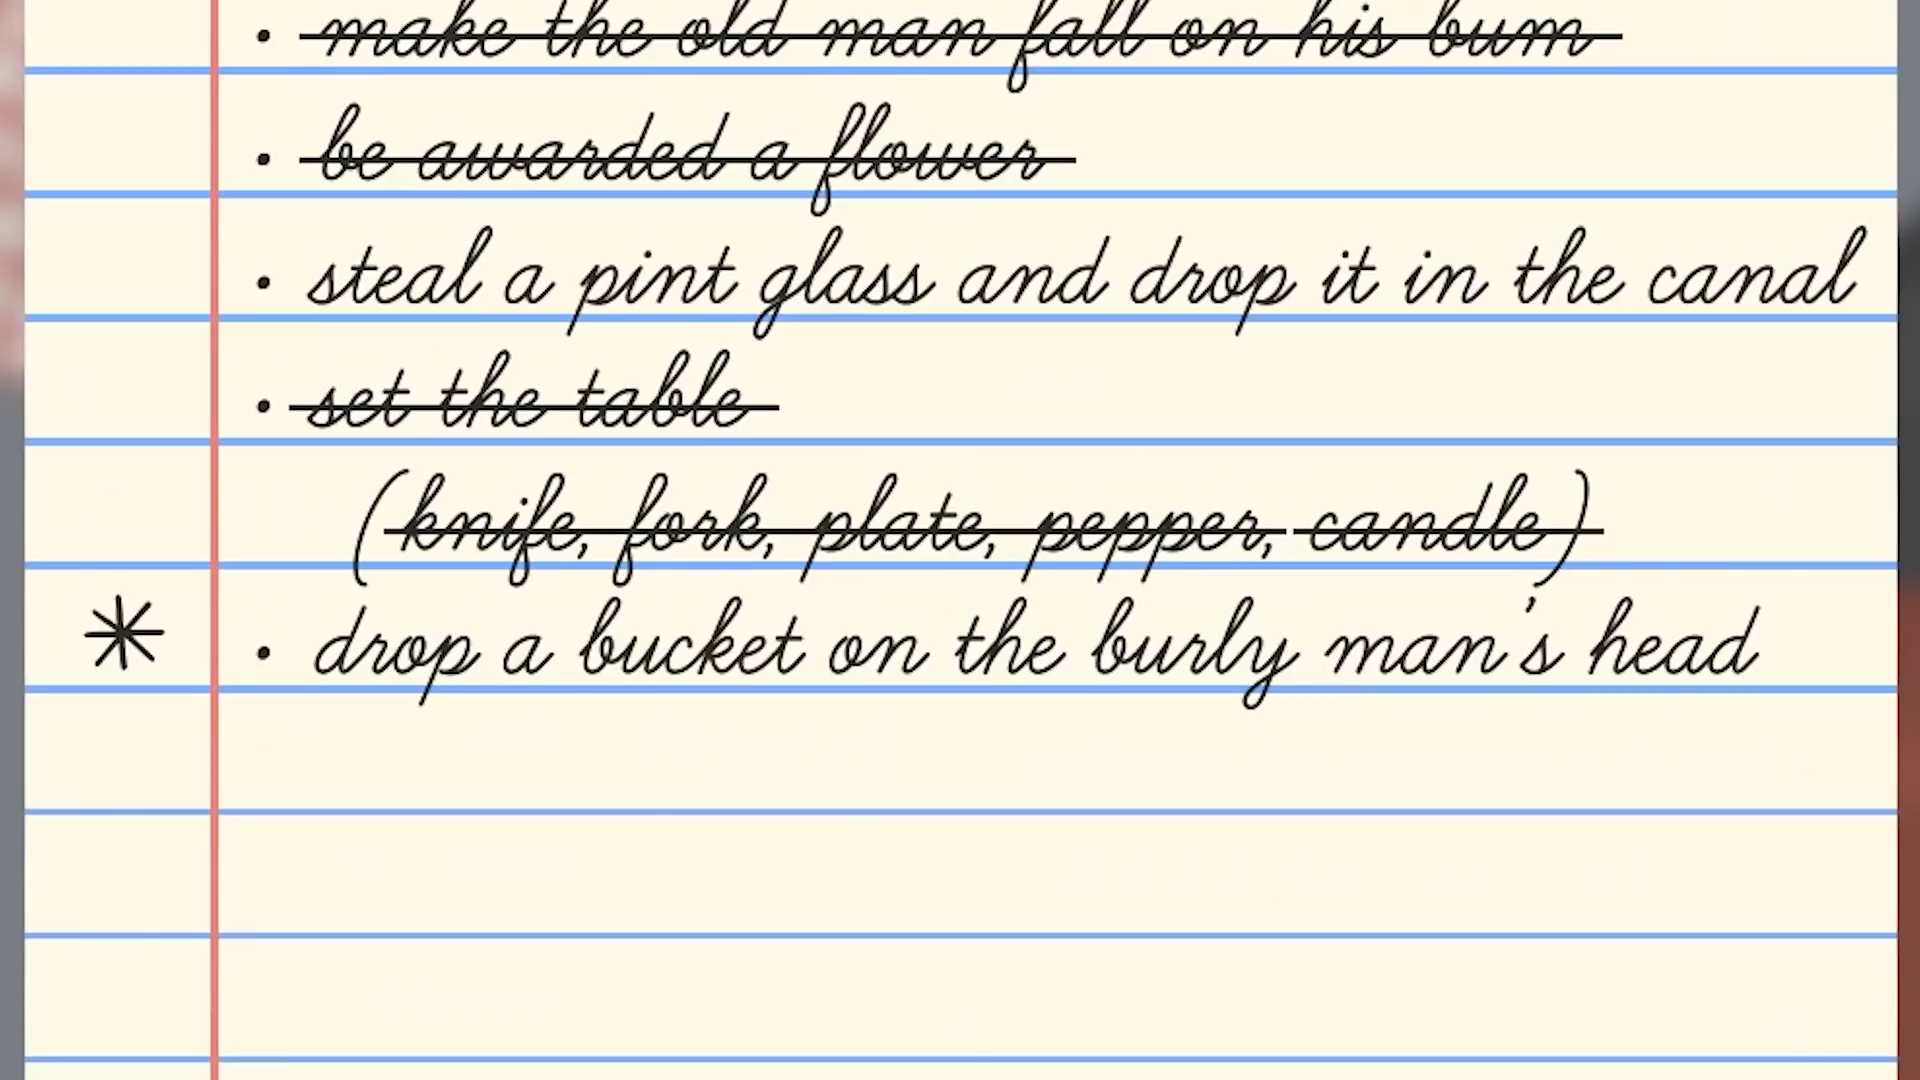 • make the old man fall on his bum
• be awarded a flower
• steal a pint glass and drop it in the canal
• set the table
(knife, fork, plate, pepper, candle)
* • drop a bucket on the burly man's head